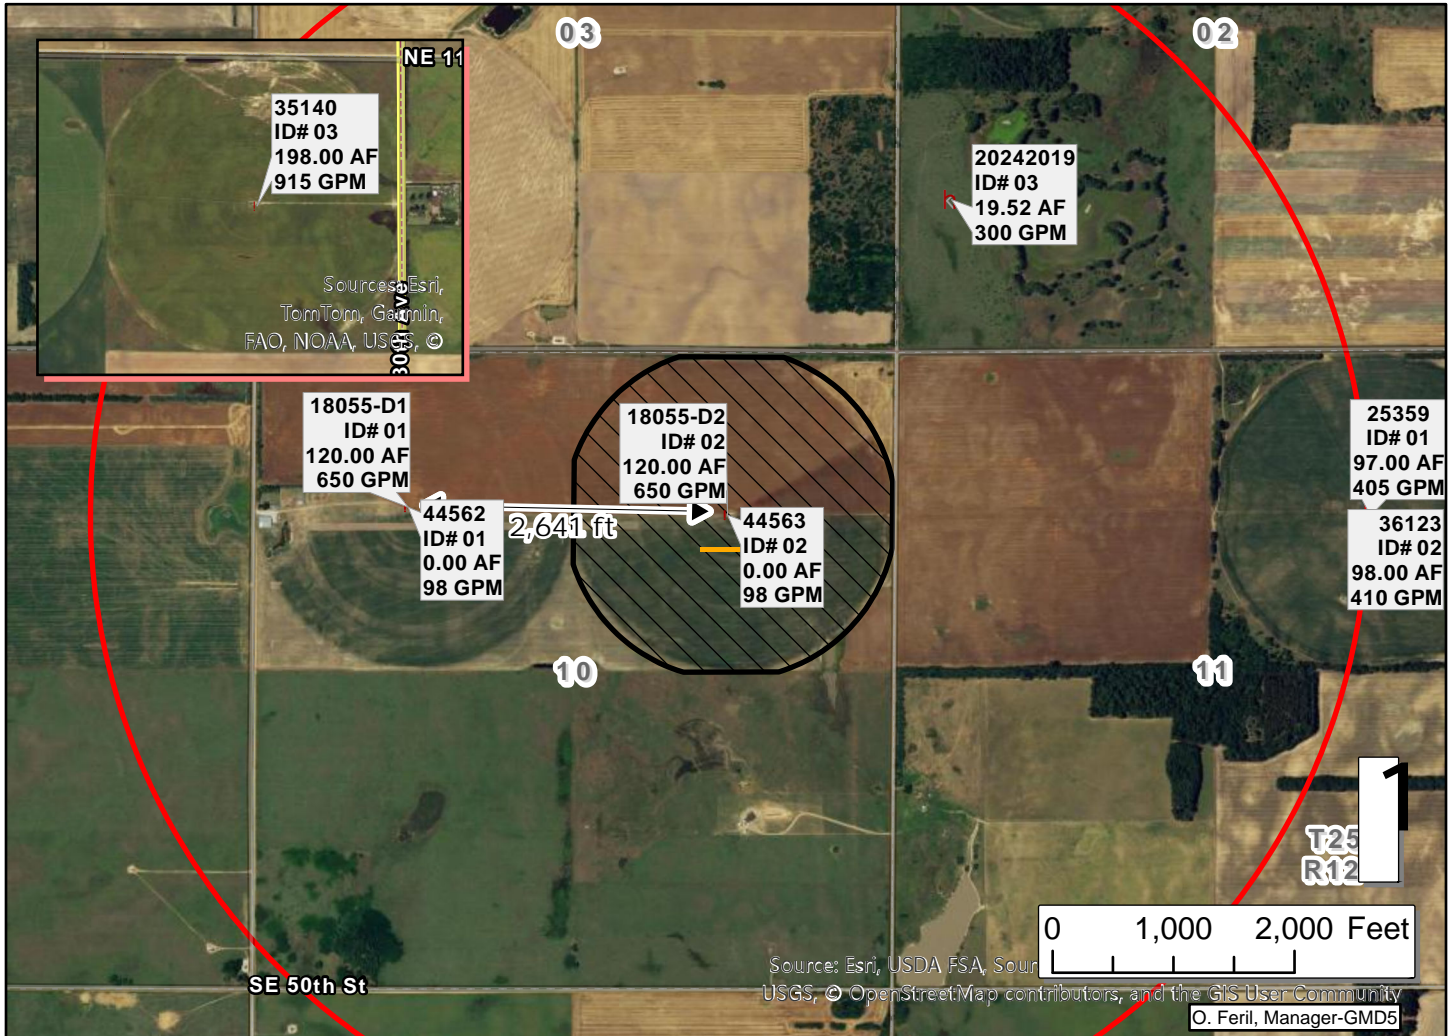 03
02
NE 11
35140
ID# 03
198.00 AF
915 GPM
30th Ave
Sources: Esri,
TomTom, Garmin,
FAO, NOAA, USGS, ©
20242019
ID# 03
19.52 AF
300 GPM
18055-D1
ID# 01
120.00 AF
650 GPM
18055-D2
ID# 02
120.00 AF
650 GPM
25359
ID# 01
97.00 AF
405 GPM
44562
ID# 01
0.00 AF
98 GPM
2,641 ft
44563
ID# 02
0.00 AF
98 GPM
36123
ID# 02
98.00 AF
410 GPM
10
11
1
T25
R12
0 1,000 2,000 Feet
Source: Esri, USDA FSA, Sour
USGS, © OpenStreetMap contributors, and the GIS User Community
SE 50th St
O. Feril, Manager-GMD5